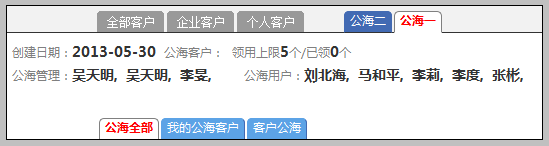 全部客户 企业客户 个人客户 公海二 公海一
创建日期：2013-05-30 公海客户： 领用上限5个/已领0个
公海管理：吴天明, 吴天明, 李旻, 公海用户：刘北海, 马和平, 李莉, 李度, 张彬,
公海全部 我的公海客户 客户公海